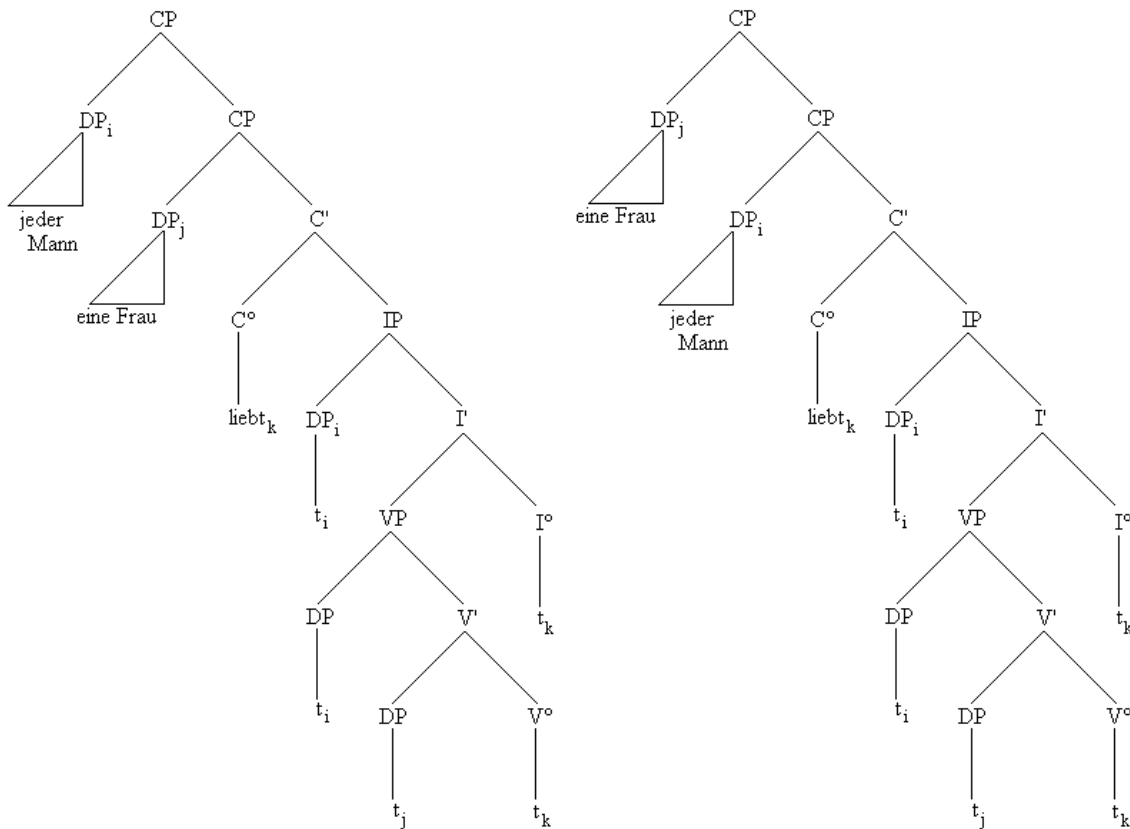 CP CP
DPi CP DPj CP
jeder
Mann
DPj C' eine Frau DPi C'
eine Frau jeder
Mann
C° IP C° IP
liebtk DPi I' liebtk DPi I'
ti VP I° ti VP I°
DP V' tk DP V' tk
ti DP V° ti DP V°
tj tk tj tk